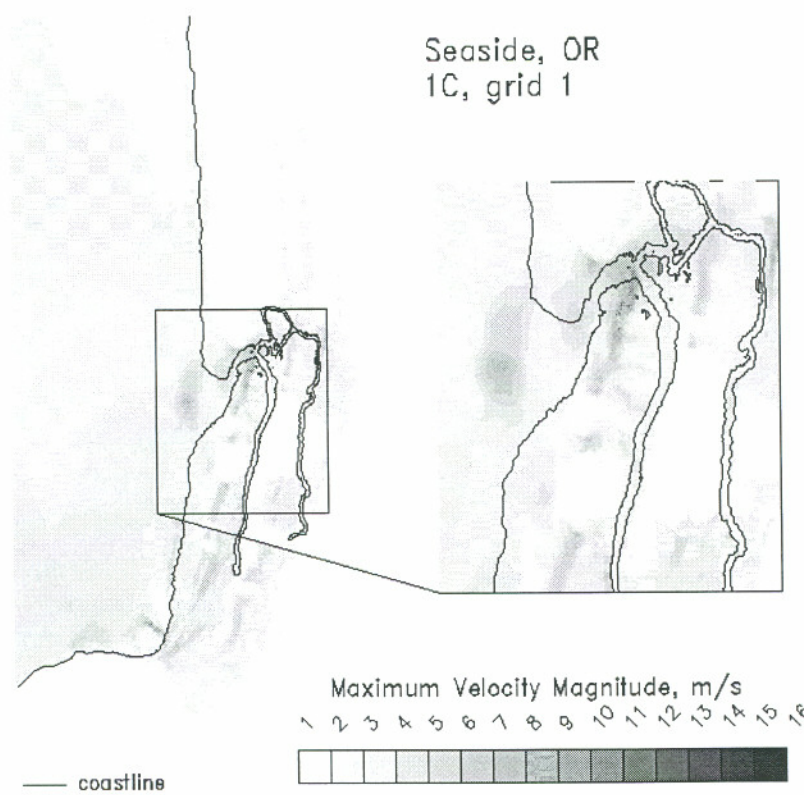 Seaside, OR
1C, grid 1
Maximum Velocity Magnitude, m/s
1 2 3 4 5 6 7 8 9 10 11 12 13 14 15 16
coastline